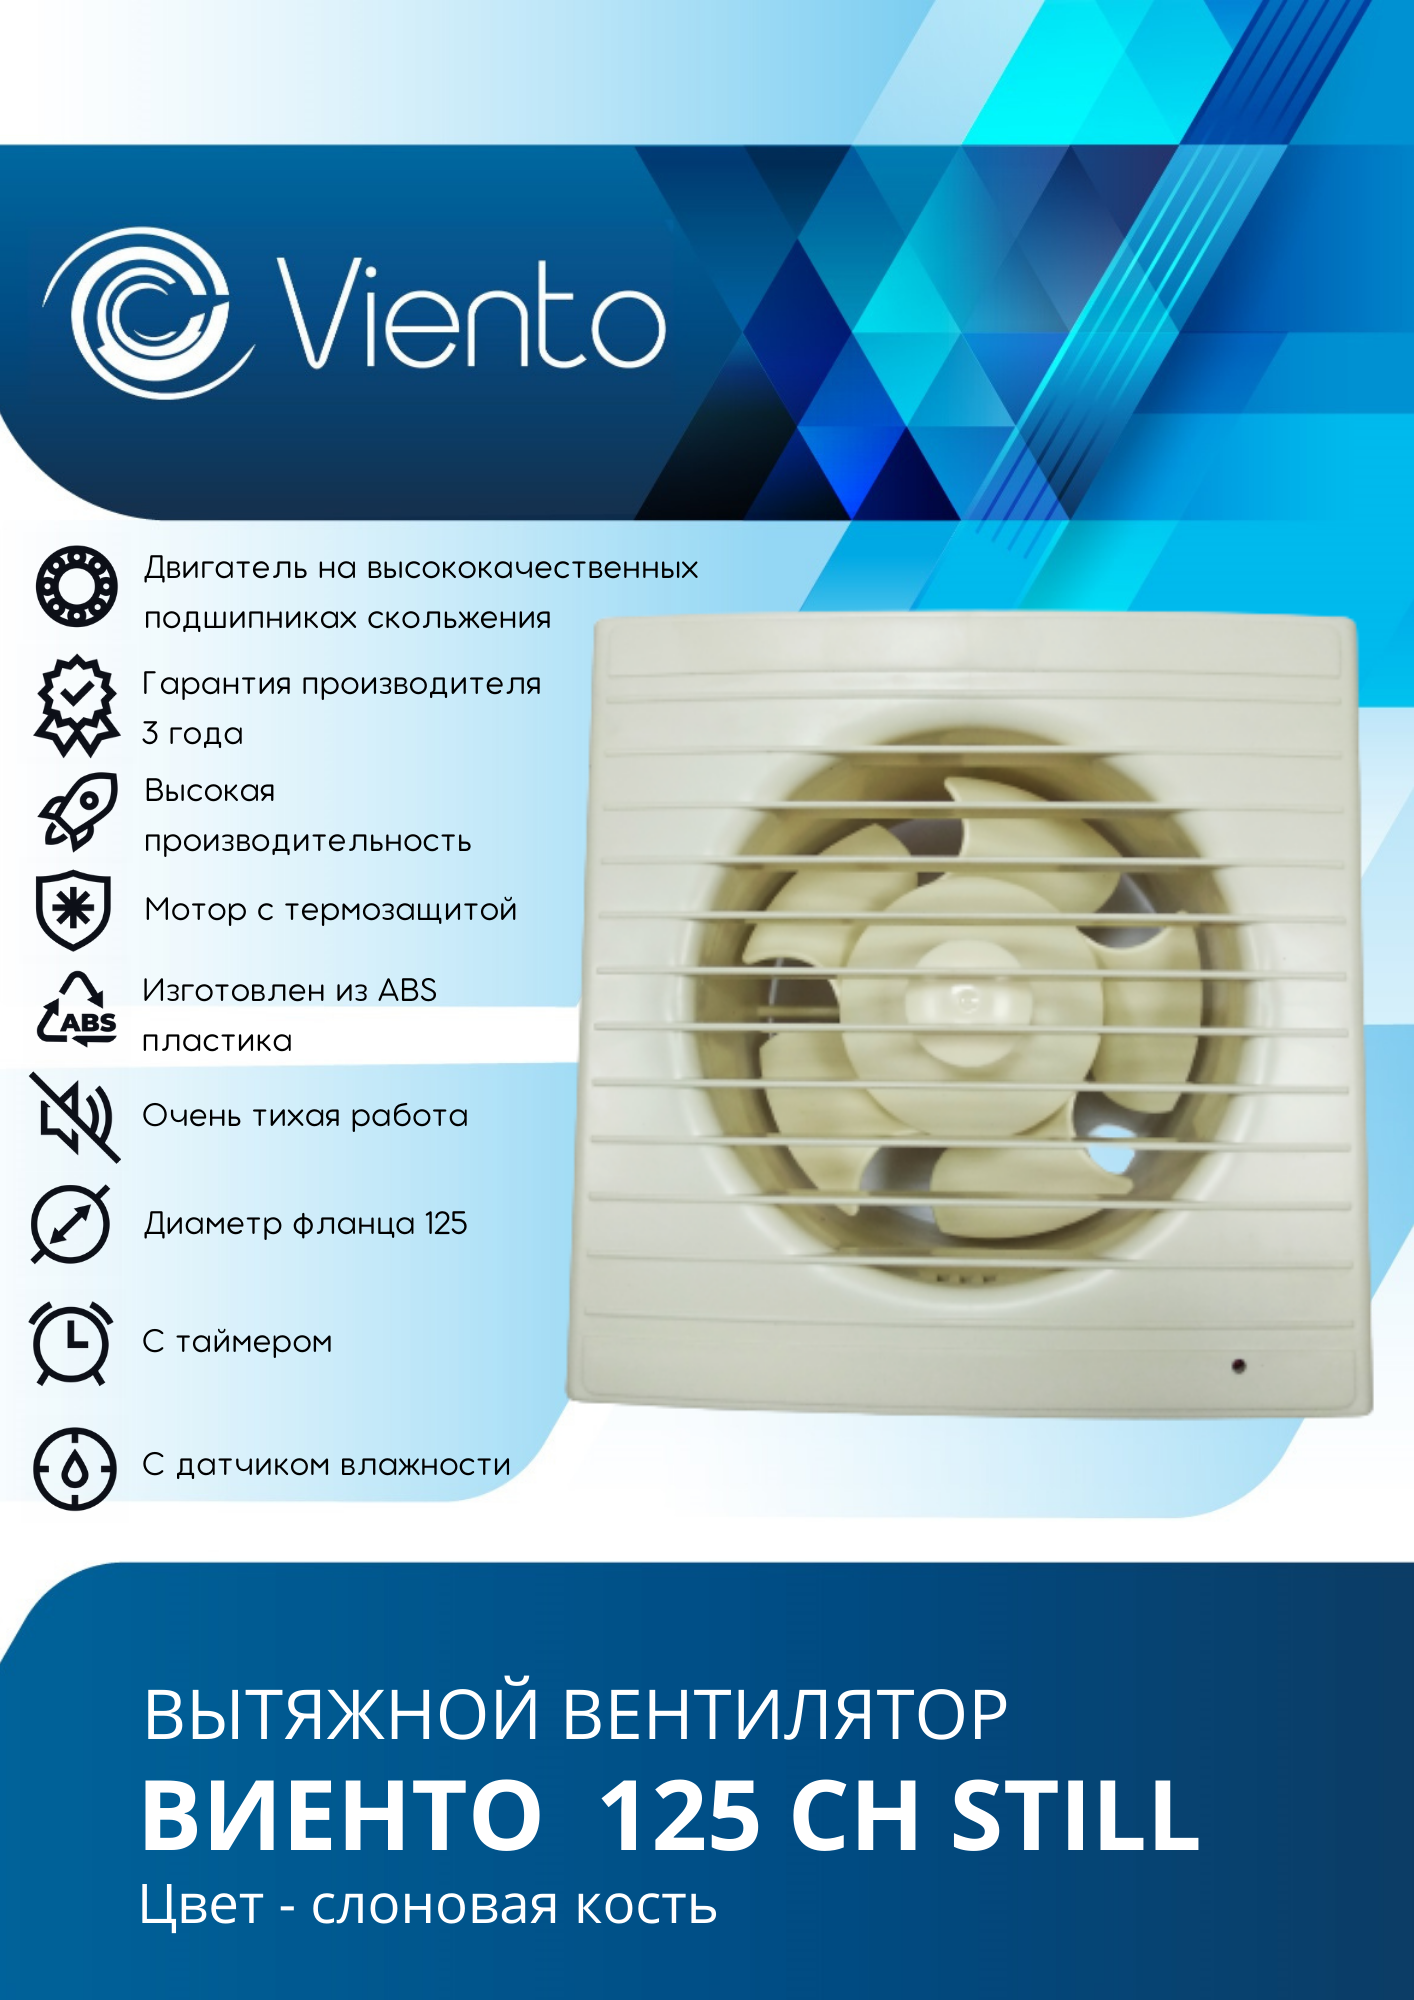 Viento
Двигатель на высококачественных
подшипниках скольжения
Гарантия производителя
3 года
Высокая
производительность
Мотор с термозащитой
Изготовлен из ABS
пластика
ABS
Очень тихая работа
Диаметр фланца 125
С таймером
С датчиком влажности
ВЫТЯЖНОЙ ВЕНТИЛЯТОР
ВИЕНТО 125 СН STILL
Цвет - слоновая кость